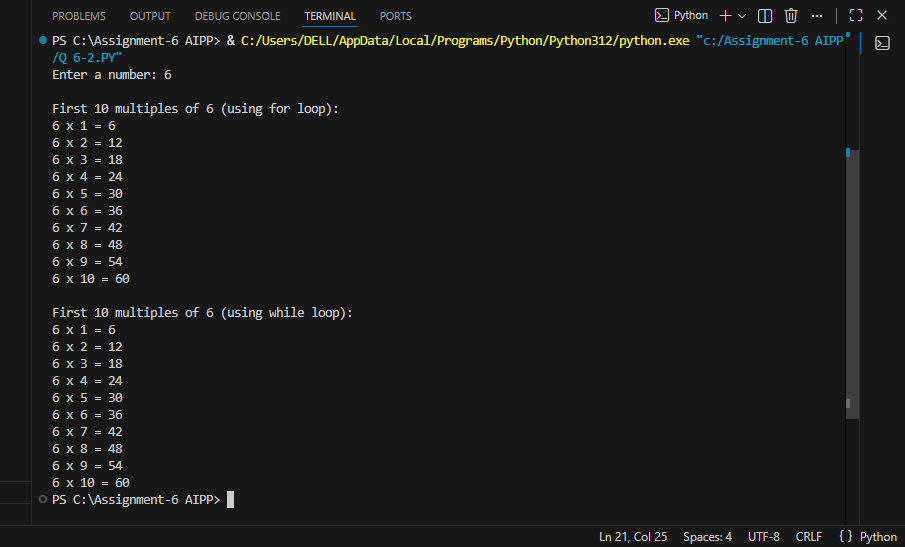 PROBLEMS OUTPUT DEBUG CONSOLE TERMINAL PORTS Python
PS C:\Assignment-6 AIPP> & C:/Users/DELL/AppData/Local/Programs/Python/Python312/python.exe "c:/Assignment-6 AIPP
/Q 6-2.PY"
Enter a number: 6
First 10 multiples of 6 (using for loop):
6 x 1 = 6
6 x 2 = 12
6 x 3 = 18
6 x 4 = 24
6 x 5 = 30
6 x 6 = 36
6 x 7 = 42
6 x 8 = 48
6 x 9 = 54
6 x 10 = 60
First 10 multiples of 6 (using while loop):
6 x 1 = 6
6 x 2 = 12
6 x 3 = 18
6 x 4 = 24
6 x 5 = 30
6 x 6 = 36
6 x 7 = 42
6 x 8 = 48
6 x 9 = 54
6 x 10 = 60
PS C:\Assignment-6 AIPP>
Ln 21, Col 25 Spaces: 4 UTF-8 CRLF {} Python